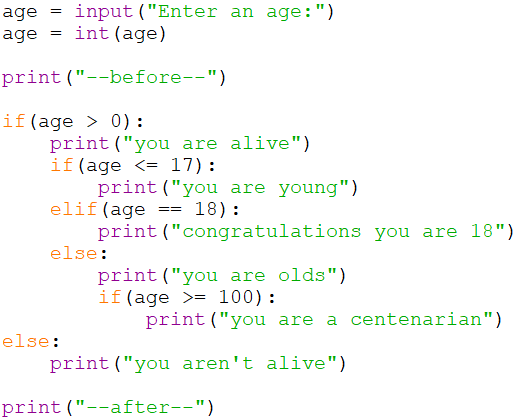 age = input("Enter an age:")
age = int(age)

print("--before--")

if(age > 0):
    print("you are alive")
    if(age <= 17):
        print("you are young")
    elif(age == 18):
        print("congratulations you are 18")
    else:
        print("you are olds")
        if(age >= 100):
            print("you are a centenarian")
else:
    print("you aren't alive")

print("--after--")